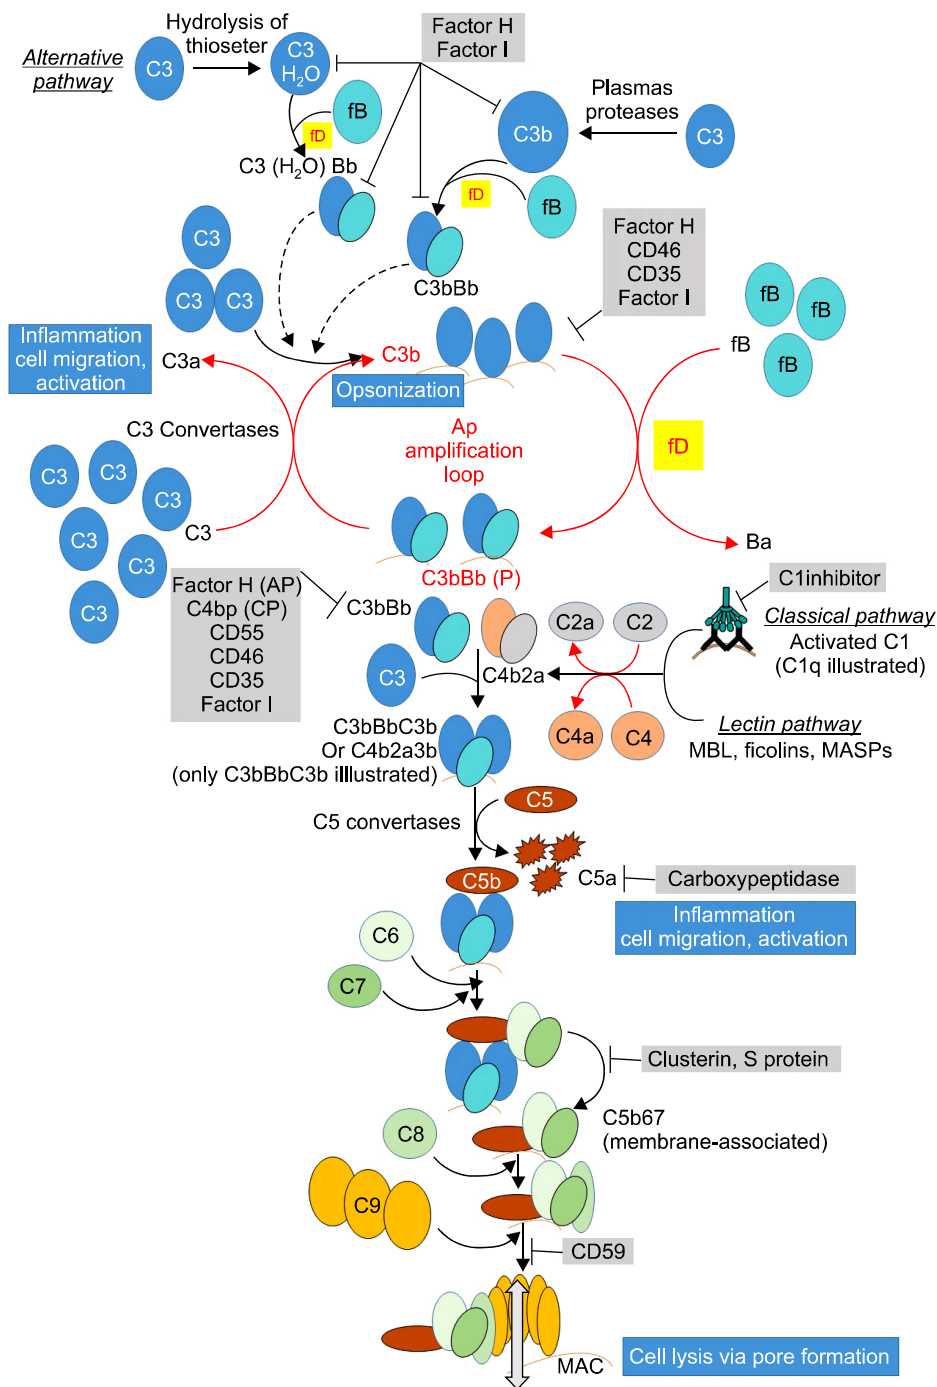 Alternative
pathway
C3
Hydrolysis of
thioseter
C3
H₂O
Factor H
Factor I
fB
fD
C3 (H₂O) Bb
C3b
Plasmas
proteases
C3
fD
fB
C3bBb
C3
C3
C3
Factor H
CD46
CD35
Factor I
fB
fB
fB
fB
Inflammation
cell migration,
activation
C3a
C3b
Opsonization
C3 Convertases
Ap
amplification
loop
fD
C3
C3
C3
C3
C3
C3
C3
C3bBb (P)
Ba
Factor H (AP)
C4bp (CP)
CD55
CD46
CD35
Factor I
C3bBb
C3
C4b2a
C2a
C2
C4a
C4
C1inhibitor
Classical pathway
Activated C1
(C1q illustrated)
Lectin pathway
MBL, ficolins, MASPs
C3bBbC3b
Or C4b2a3b
(only C3bBbC3b illlustrated)
C5 convertases
C5
C5b
C5a
Carboxypeptidase
Inflammation
cell migration, activation
C6
C7
Clusterin, S protein
C5b67
(membrane-associated)
C8
C9
CD59
MAC
Cell lysis via pore formation